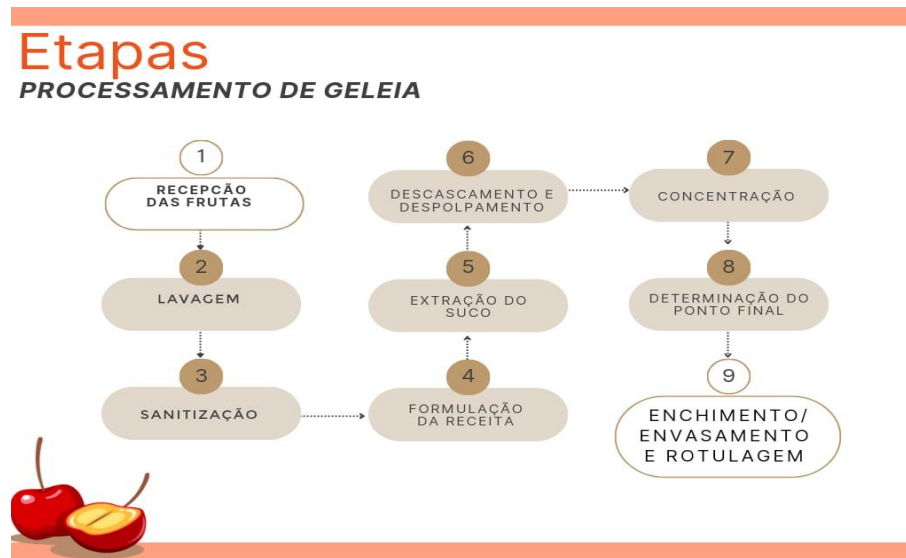 Etapas
PROCESSAMENTO DE GELEIA
1
RECEPCÃO
DAS FRUTAS
2
LAVAGEM
3
SANITIZAÇÃO
4
FORMULAÇÃO
DA RECEITA
5
EXTRAÇÃO DO
SUCO
6
DESCASCAMENTO E
DESPOLPAMENTO
7
CONCENTRAÇÃO
8
DETERMINAÇÃO DO
PONTO FINAL
9
ENCHIMENTO/
ENVASAMENTO
E ROTULAGEM